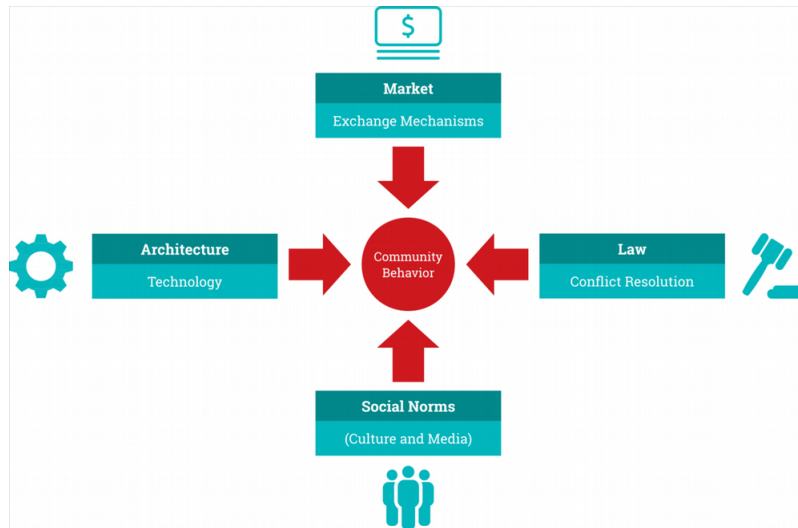 $
Market
Exchange Mechanisms
Architecture
Technology
Community
Behavior
Law
Conflict Resolution
Social Norms
(Culture and Media)